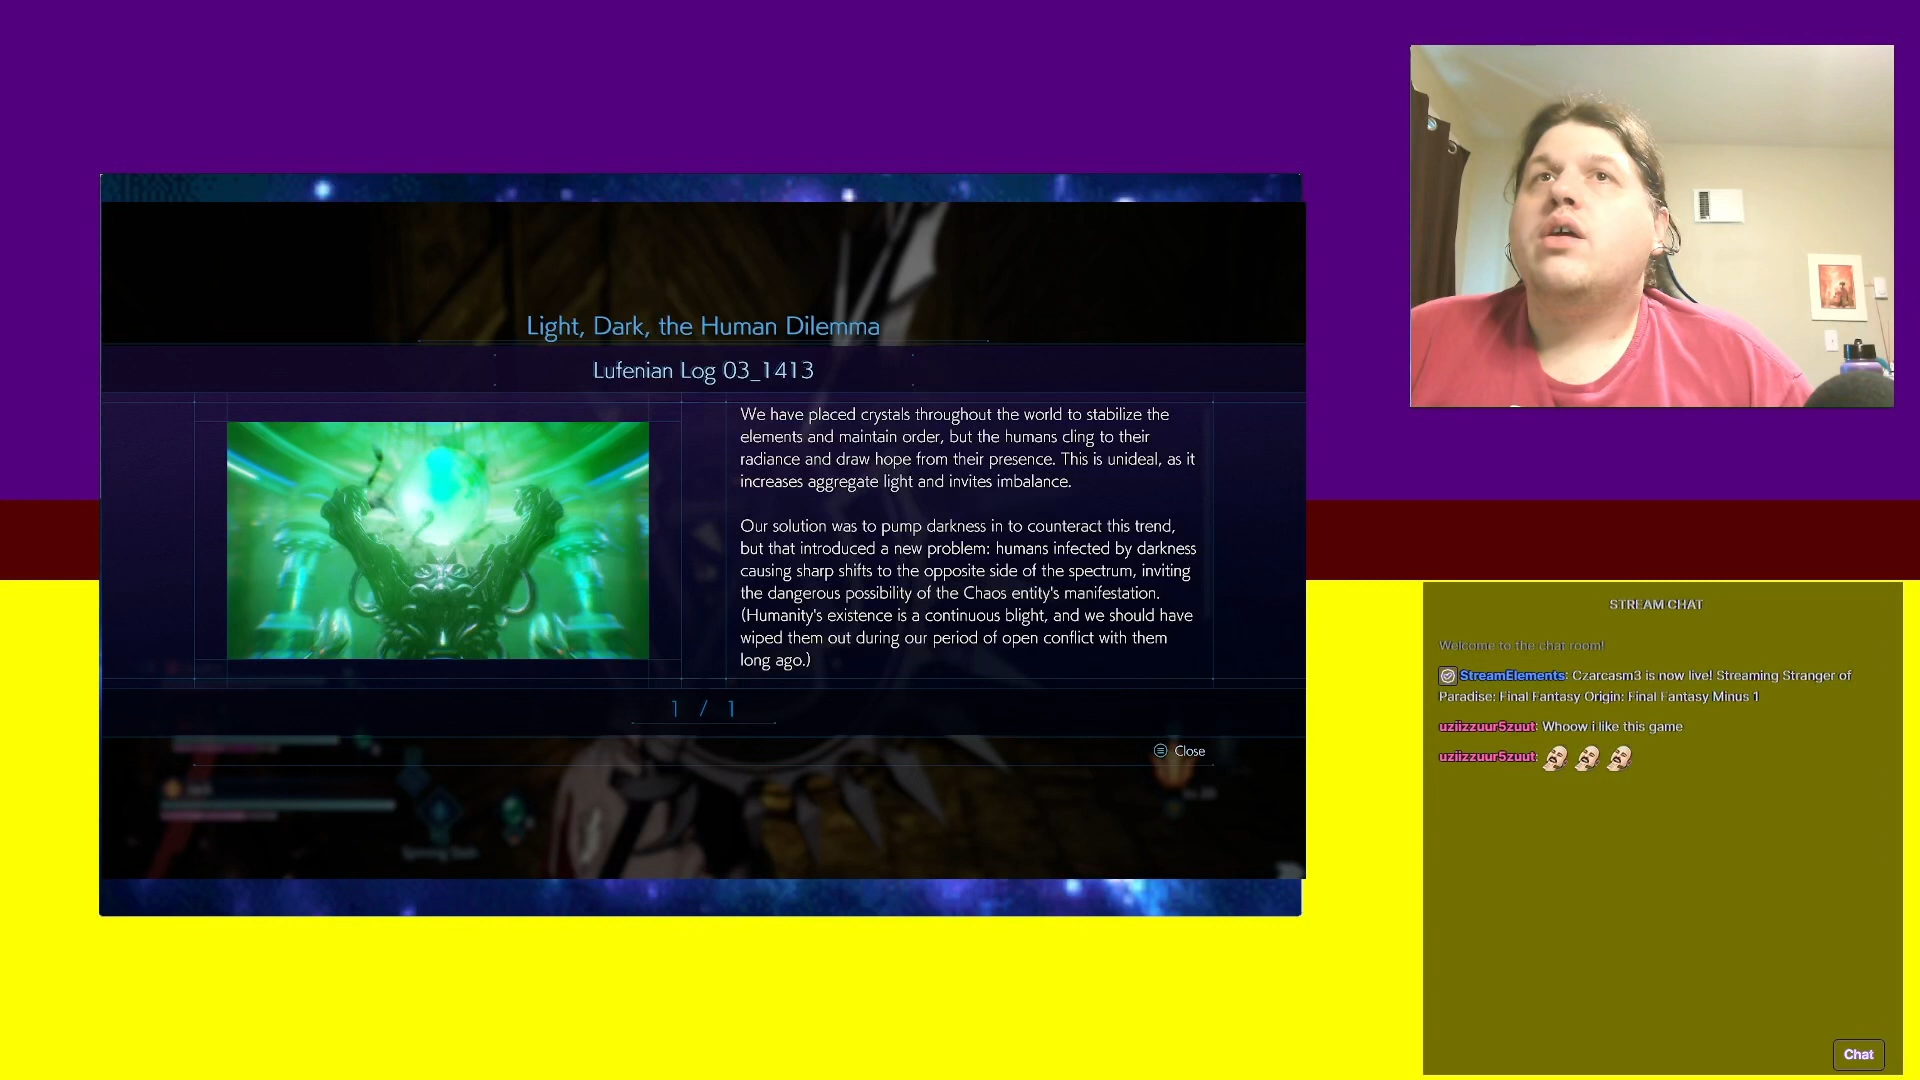 Light, Dark, the Human Dilemma
Lufenian Log 03_1413
We have placed crystals throughout the world to stabilize the
elements and maintain order, but the humans cling to their
radiance and draw hope from their presence. This is unideal, as it
increases aggregate light and invites imbalance.
Our solution was to pump darkness in to counteract this trend,
but that introduced a new problem: humans infected by darkness
causing sharp shifts to the opposite side of the spectrum, inviting
the dangerous possibility of the Chaos entity's manifestation.
(Humanity's existence is a continuous blight, and we should have
wiped them out during our period of open conflict with them
long ago.)
1 / 1
Close
STREAM CHAT
Welcome to the chat room!
StreamElements: Czarcasm3 is now live! Streaming Stranger of
Paradise: Final Fantasy Origin: Final Fantasy Minus 1
uziizzuur5zuut: Whoow i like this game
uziizzuur5zuut:
Chat